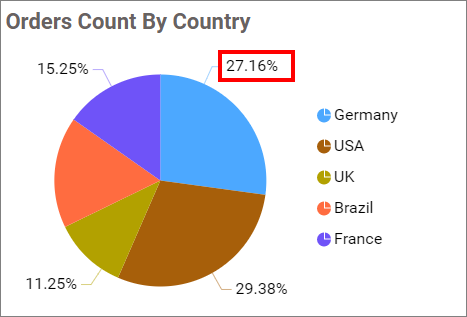 Orders Count By Country
15.25%
27.16%
Germany
USA
UK
Brazil
France
11.25%
29.38%